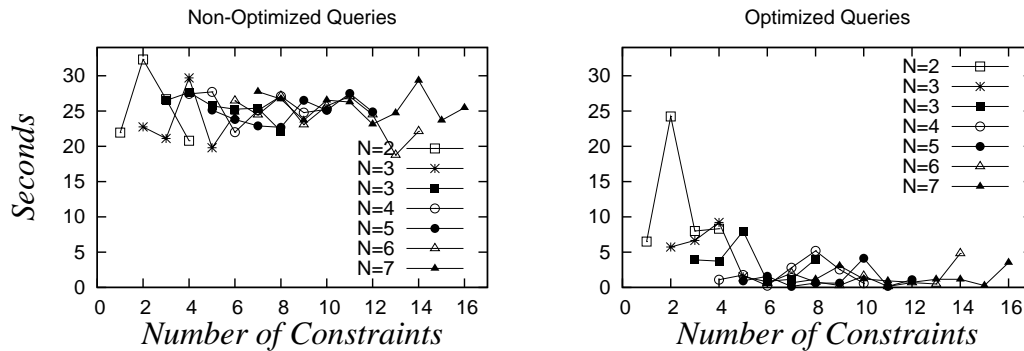 Non-Optimized Queries
Seconds
30
25
20
15
10
5
0
0 2 4 6 8 10 12 14 16
Number of Constraints
N=2
N=3
N=3
N=4
N=5
N=6
N=7
Optimized Queries
30
25
20
15
10
5
0
0 2 4 6 8 10 12 14 16
Number of Constraints
N=2
N=3
N=3
N=4
N=5
N=6
N=7